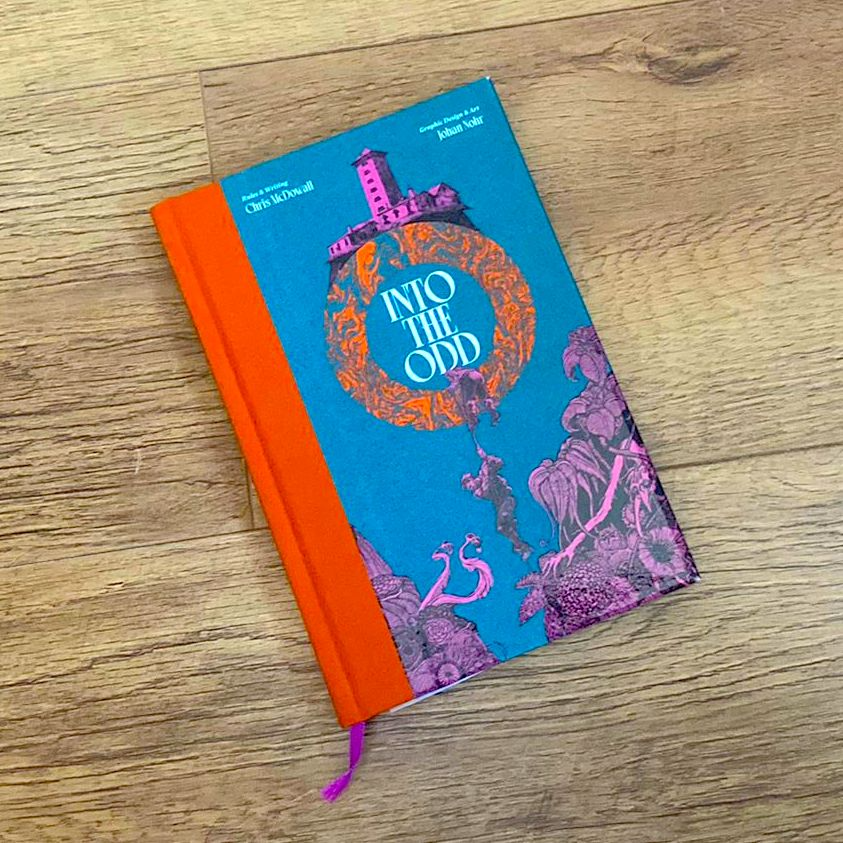 Rules & Writing
Chris McDowall
Graphic Design & Art
Johan Nohr
INTO
THE
ODD